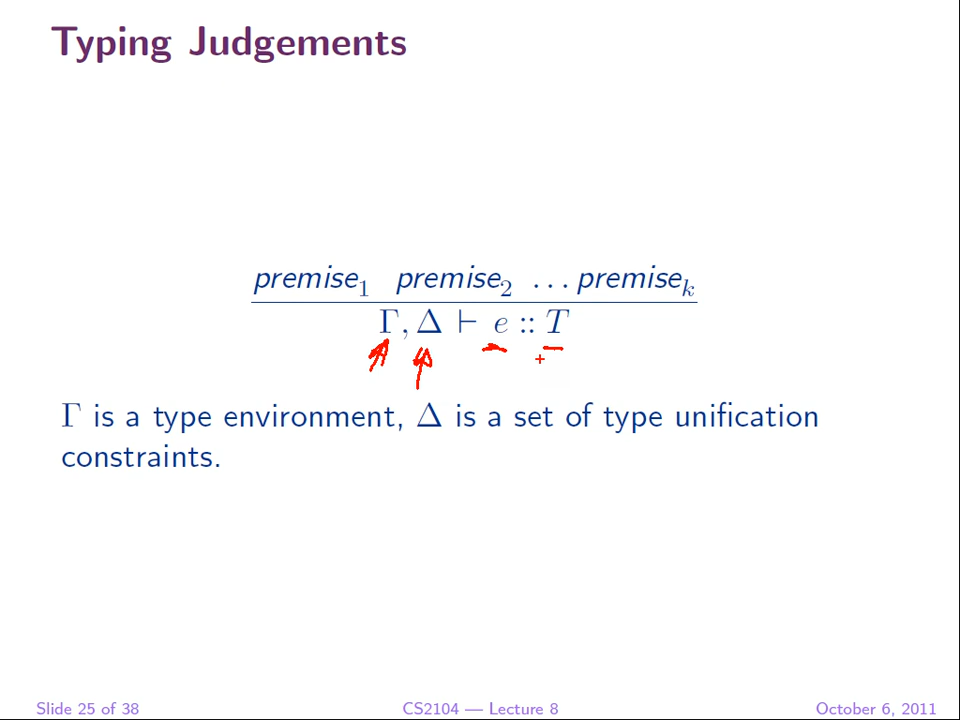 Typing Judgements
premise₁ premise₂ ... premiseₖ
Γ, Δ ⊢ e :: T
Γ is a type environment, Δ is a set of type unification
constraints.
Slide 25 of 38 CS2104 — Lecture 8 October 6, 2011